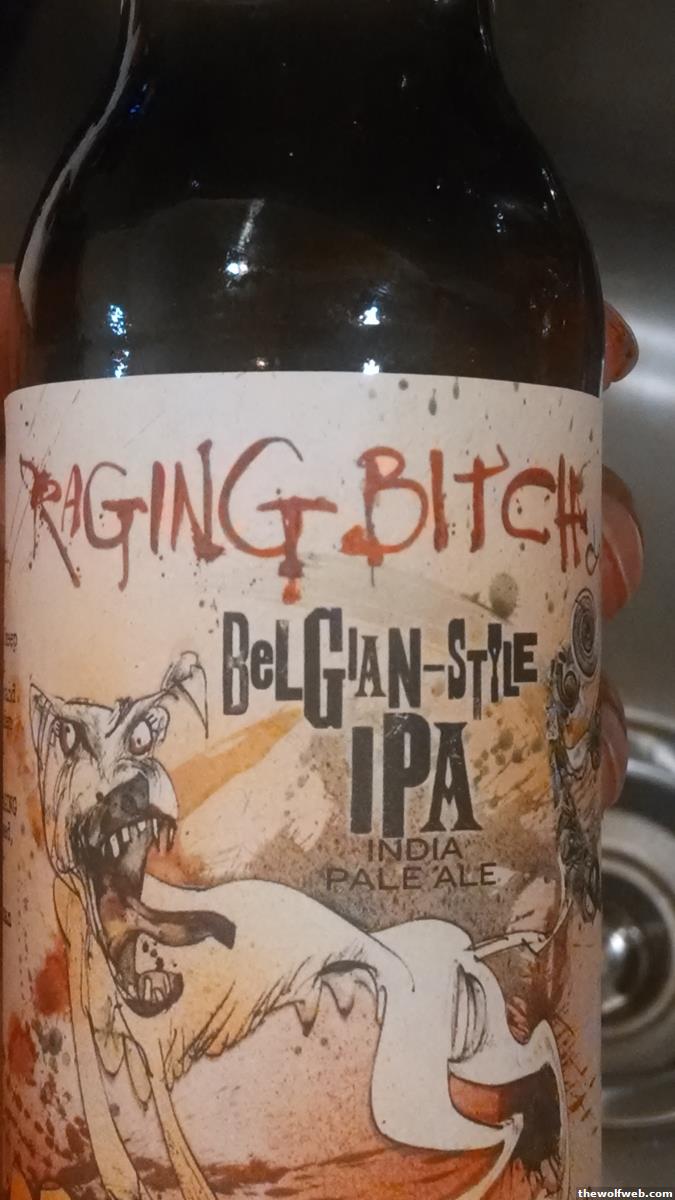 RAGING BITCH
BeLGIAN-STYLE
IPA
INDIA
PALE ALE
thewolfweb.com